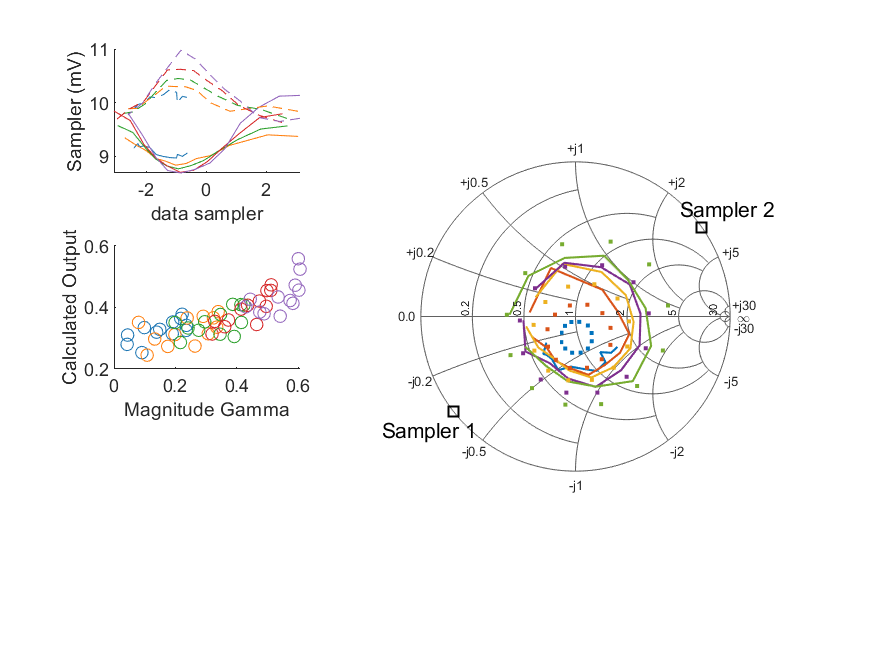 11
10
9
Sampler (mV)
-2 0 2
data sampler
0.6
0.4
0.2
Calculated Output
0 0.2 0.4 0.6
Magnitude Gamma
+j1
+j0.5
+j2
Sampler 2
+j0.2
+j5
0.0
0.2
0.5
1
2
5
30
+j30
∞
-j30
-j0.2
-j5
Sampler 1
-j0.5
-j2
-j1